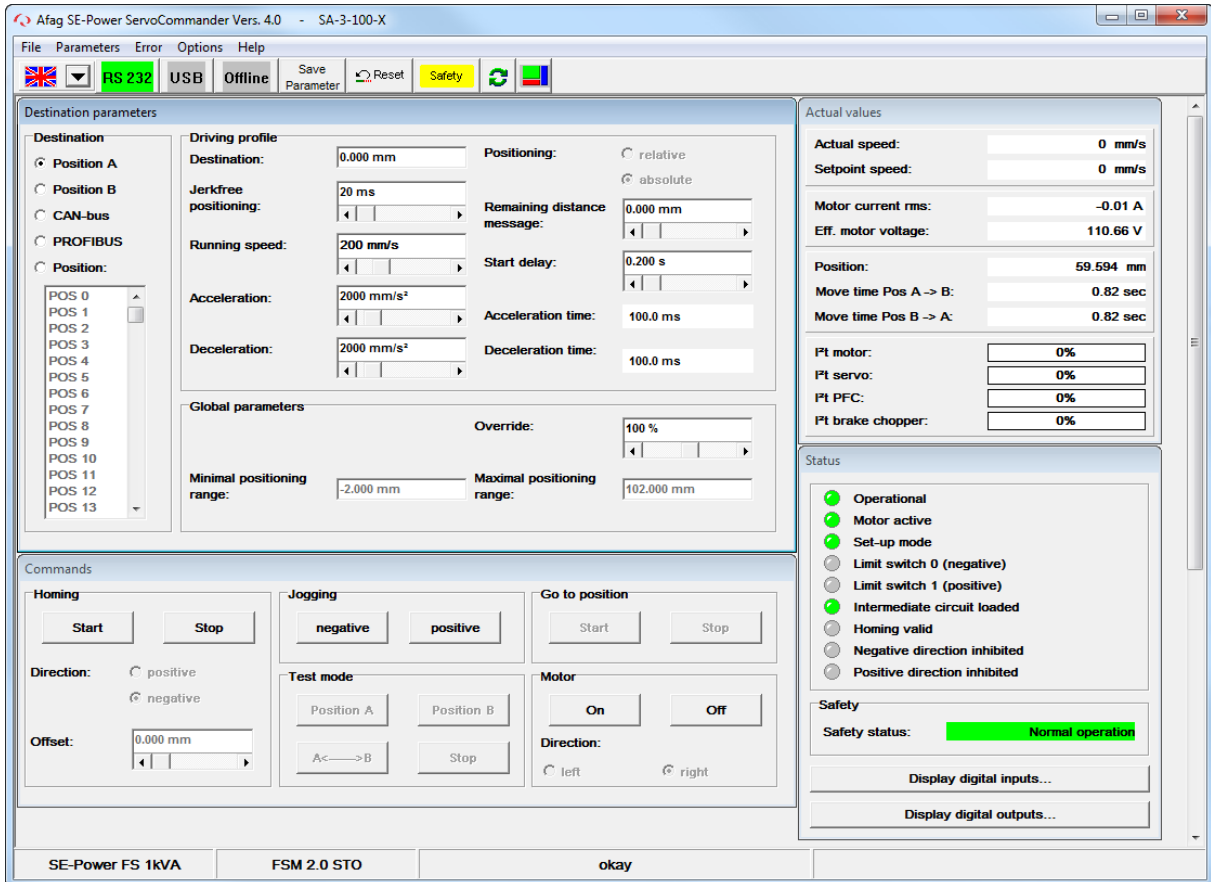 Afag SE-Power ServoCommander Vers. 4.0 - SA-3-100-X
File Parameters Error Options Help
RS 232 USB Offline Save Parameter Reset Safety
Destination parameters
Destination
Position A
Position B
CAN-bus
PROFIBUS
Position:
POS 0
POS 1
POS 2
POS 3
POS 4
POS 5
POS 6
POS 7
POS 8
POS 9
POS 10
POS 11
POS 12
POS 13
Driving profile
Destination: 0.000 mm
Jerkfree positioning: 20 ms
Running speed: 200 mm/s
Acceleration: 2000 mm/s²
Deceleration: 2000 mm/s²
Positioning: relative
absolute
Remaining distance message: 0.000 mm
Start delay: 0.200 s
Acceleration time: 100.0 ms
Deceleration time: 100.0 ms
Global parameters
Override: 100 %
Minimal positioning range: -2.000 mm
Maximal positioning range: 102.000 mm
Commands
Homing
Start Stop
Direction: positive
negative
Offset: 0.000 mm
Jogging
negative positive
Test mode
Position A Position B
A<——>B Stop
Go to position
Start Stop
Motor
On Off
Direction:
left right
Actual values
Actual speed: 0 mm/s
Setpoint speed: 0 mm/s
Motor current rms: -0.01 A
Eff. motor voltage: 110.66 V
Position: 59.594 mm
Move time Pos A -> B: 0.82 sec
Move time Pos B -> A: 0.82 sec
I²t motor: 0%
I²t servo: 0%
I²t PFC: 0%
I²t brake chopper: 0%
Status
Operational
Motor active
Set-up mode
Limit switch 0 (negative)
Limit switch 1 (positive)
Intermediate circuit loaded
Homing valid
Negative direction inhibited
Positive direction inhibited
Safety
Safety status: Normal operation
Display digital inputs...
Display digital outputs...
SE-Power FS 1kVA FSM 2.0 STO okay